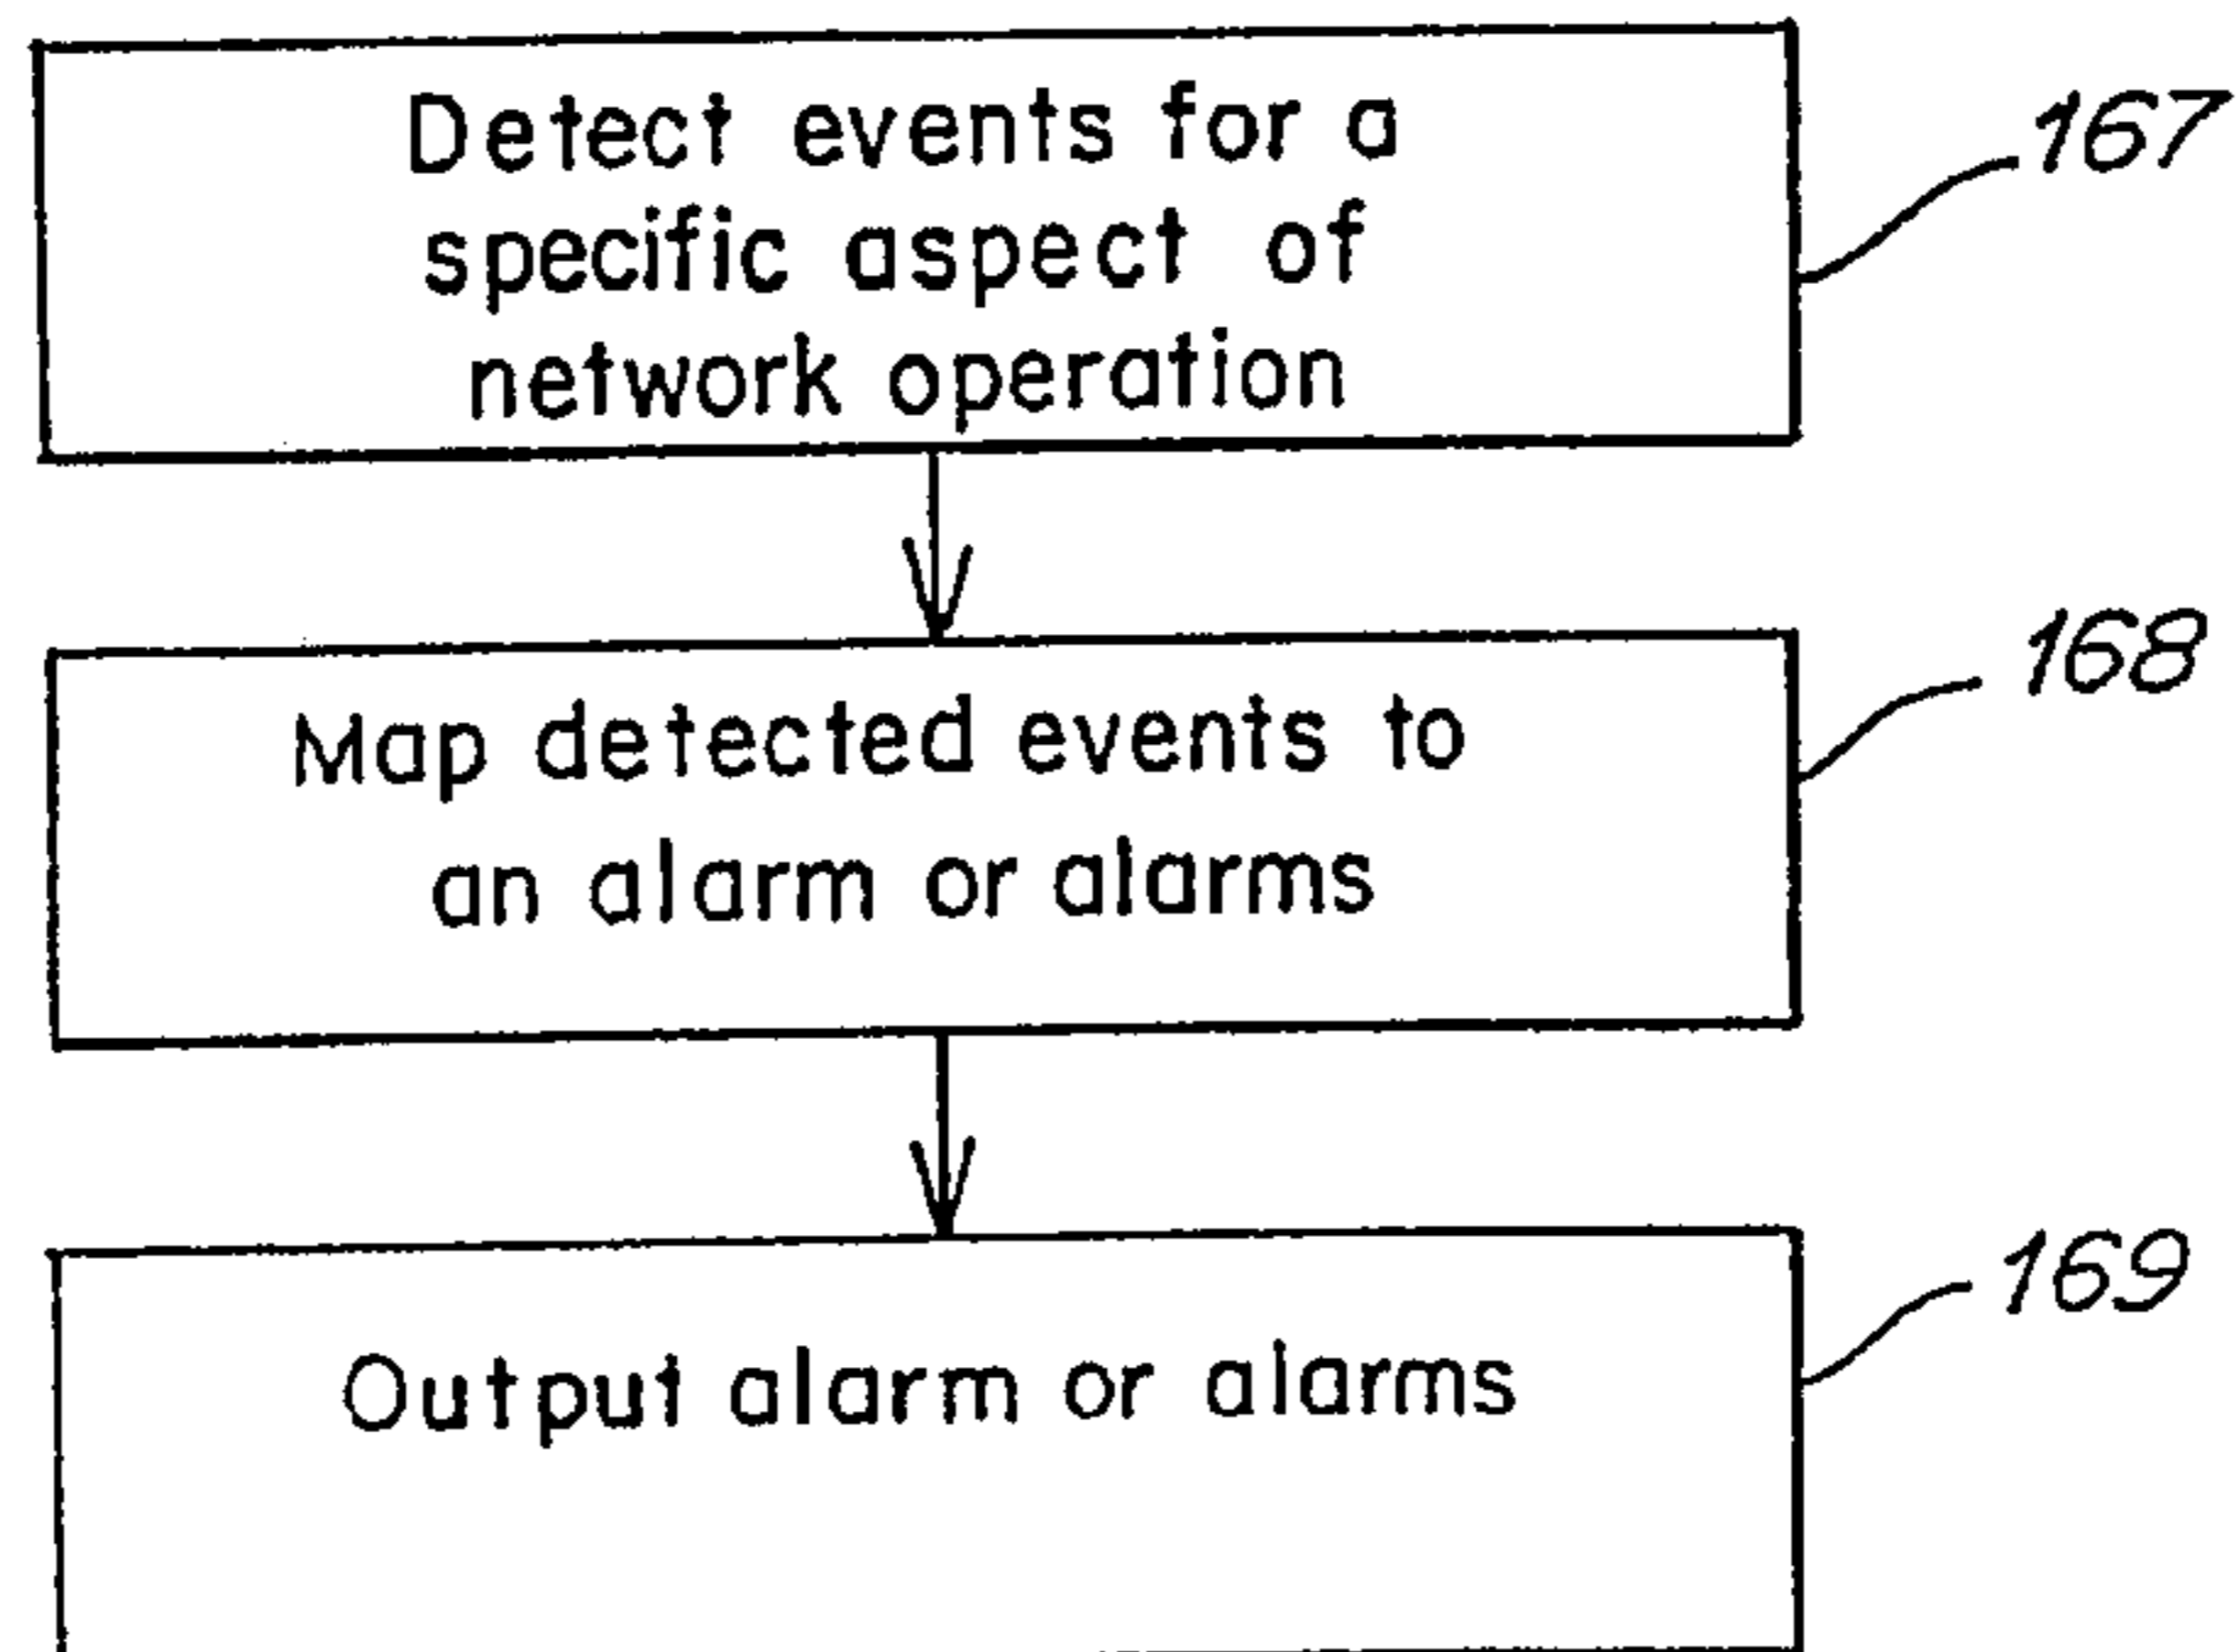 Detect events for a
167
specific aspect of
network operation
168
Map detected events to
an alarm or alarms
169
Output alarm or alarms